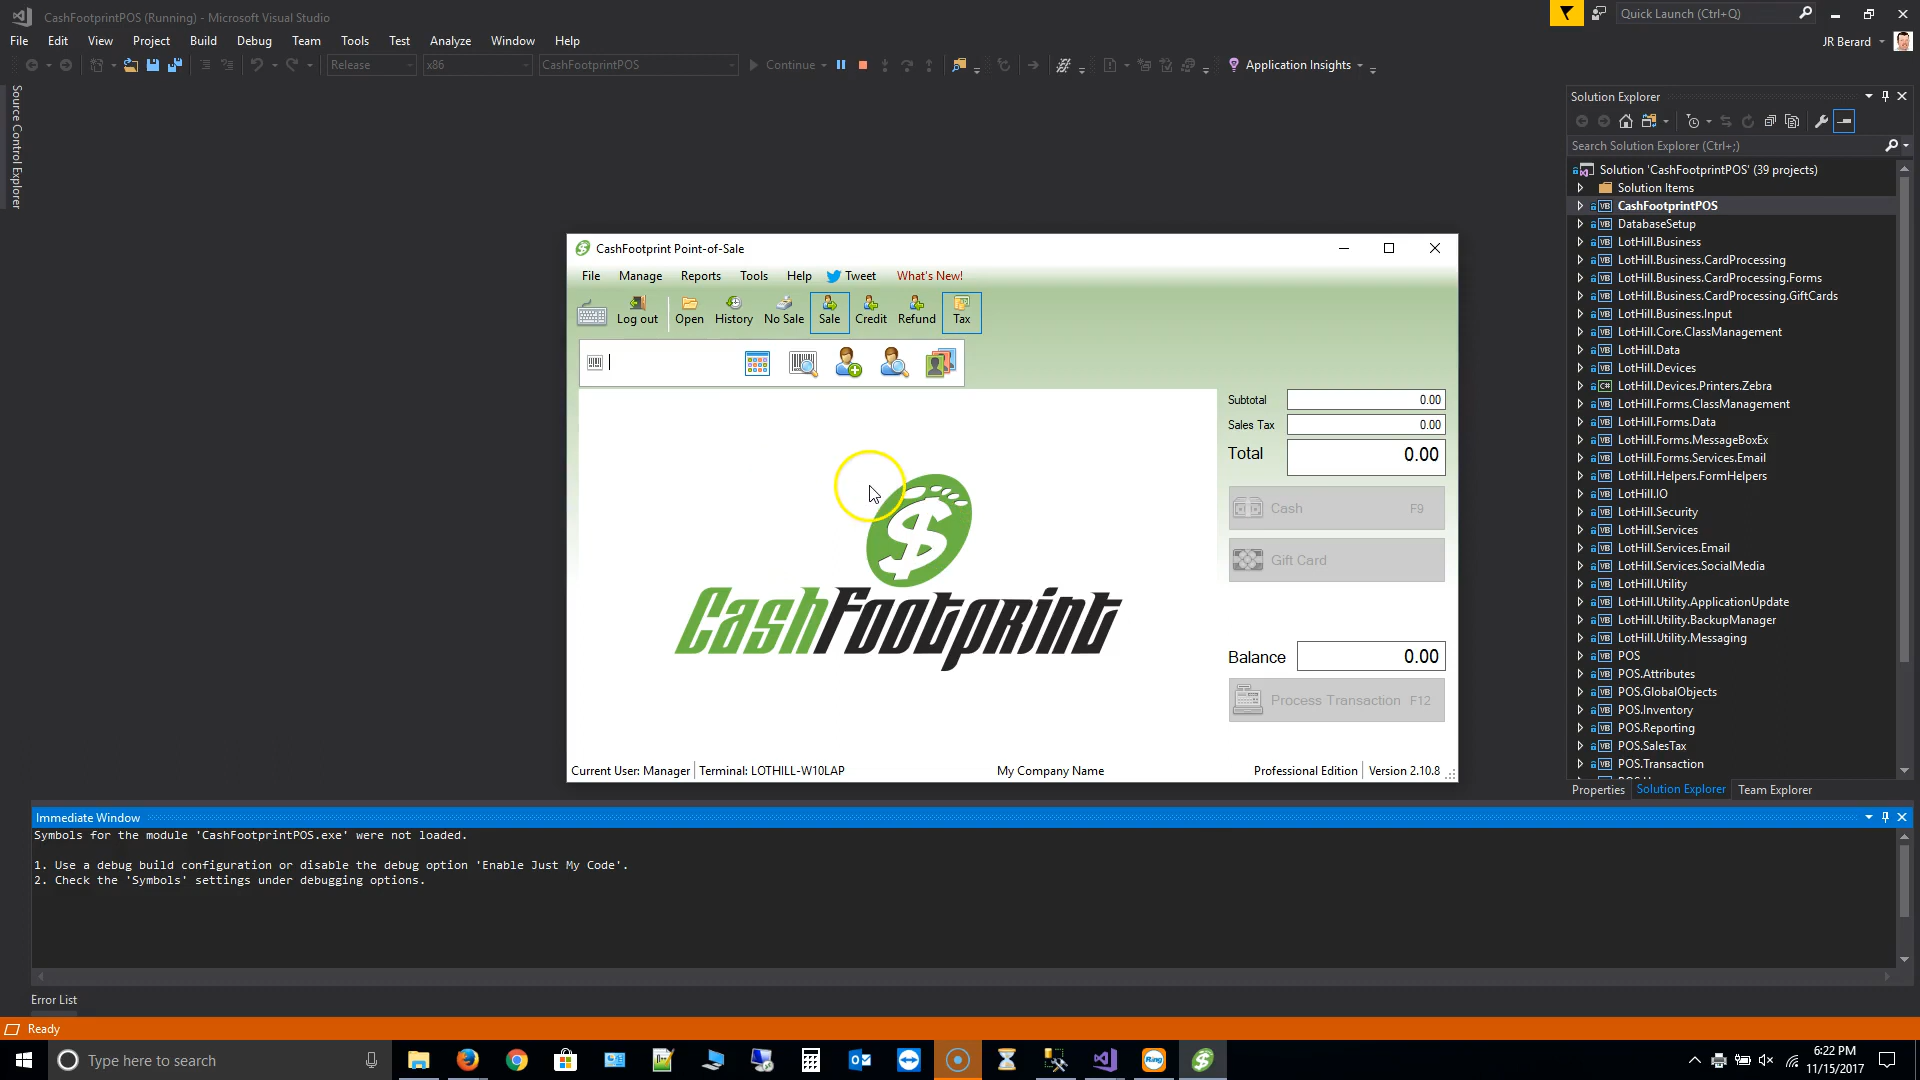 CashFootprintPOS (Running) - Microsoft Visual Studio
Quick Launch (Ctrl+Q)
File Edit View Project Build Debug Team Tools Test Analyze Window Help
JR Berard
Release x86 CashFootprintPOS Continue Application Insights
Source Control Explorer
Solution Explorer
Search Solution Explorer (Ctrl+;)
Solution 'CashFootprintPOS' (39 projects)
Solution Items
CashFootprintPOS
DatabaseSetup
LotHill.Business
LotHill.Business.CardProcessing
LotHill.Business.CardProcessing.Forms
LotHill.Business.CardProcessing.GiftCards
LotHill.Business.Input
LotHill.Core.ClassManagement
LotHill.Data
LotHill.Devices
LotHill.Devices.Printers.Zebra
LotHill.Forms.ClassManagement
LotHill.Forms.Data
LotHill.Forms.MessageBoxEx
LotHill.Forms.Services.Email
LotHill.Helpers.FormHelpers
LotHill.IO
LotHill.Security
LotHill.Services
LotHill.Services.Email
LotHill.Services.SocialMedia
LotHill.Utility
LotHill.Utility.ApplicationUpdate
LotHill.Utility.BackupManager
LotHill.Utility.Messaging
POS
POS.Attributes
POS.GlobalObjects
POS.Inventory
POS.Reporting
POS.SalesTax
POS.Transaction
Properties Solution Explorer Team Explorer
CashFootprint Point-of-Sale
File Manage Reports Tools Help Tweet What's New!
Log out Open History No Sale Sale Credit Refund Tax
Subtotal 0.00
Sales Tax 0.00
Total 0.00
Cash F9
Gift Card
Balance 0.00
Process Transaction F12
$
CashFootprint
Current User: Manager Terminal: LOTHILL-W10LAP My Company Name Professional Edition Version 2.10.8
Immediate Window
Symbols for the module 'CashFootprintPOS.exe' were not loaded.
1. Use a debug build configuration or disable the debug option 'Enable Just My Code'.
2. Check the 'Symbols' settings under debugging options.
Error List
Ready
Type here to search
Ring
6:22 PM
11/15/2017